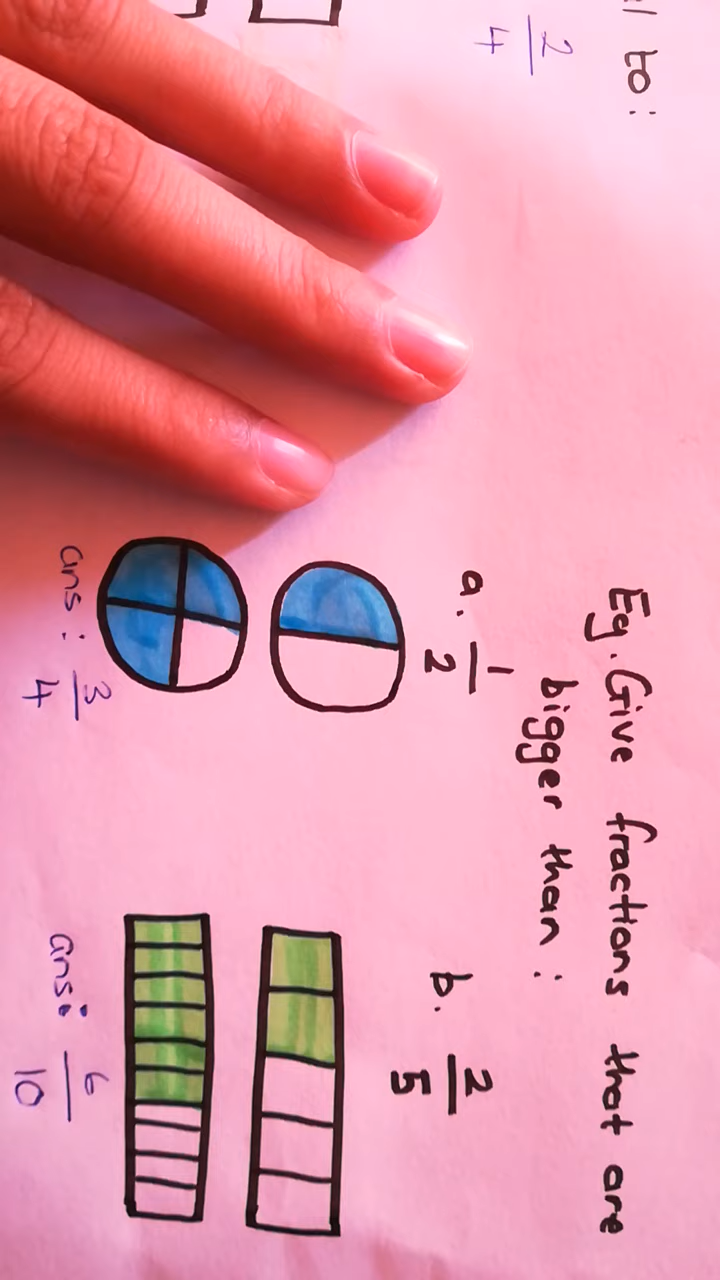 l to:
2/4
Eg. Give fractions that are
bigger than:
a. 1/2
b. 2/5
ans: 3/4
ans: 6/10